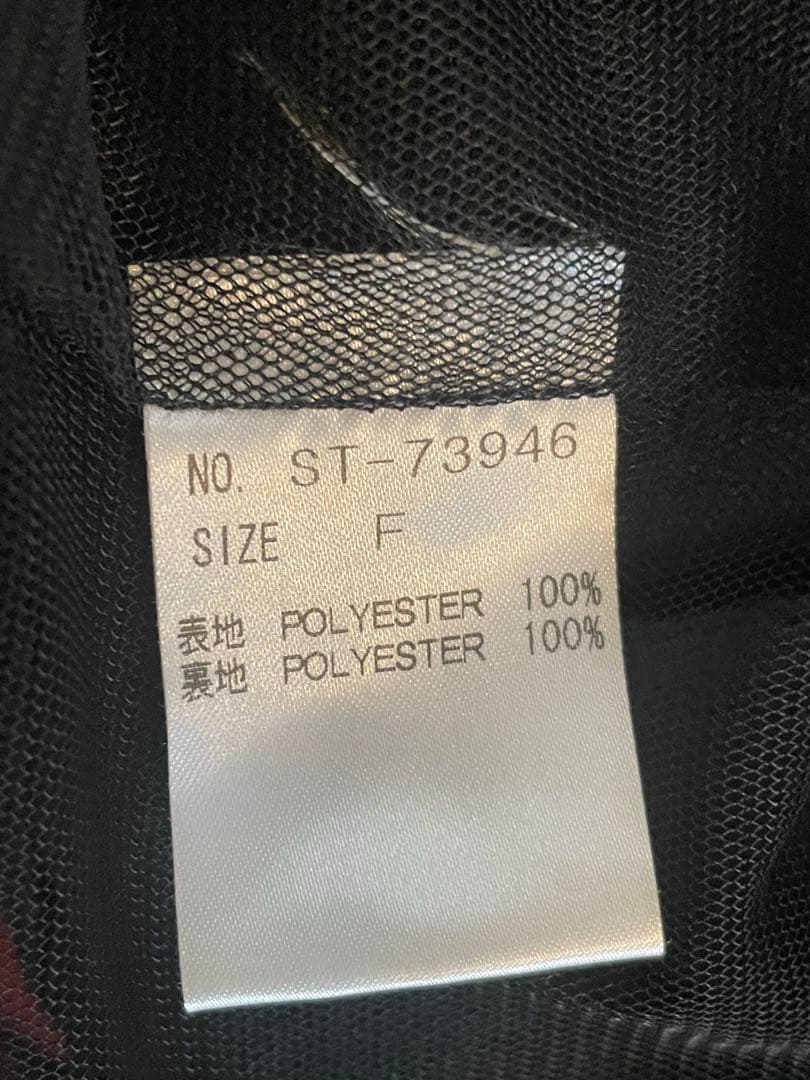 NO. ST-73946
SIZE F
表地 POLYESTER 100%
裏地 POLYESTER 100%